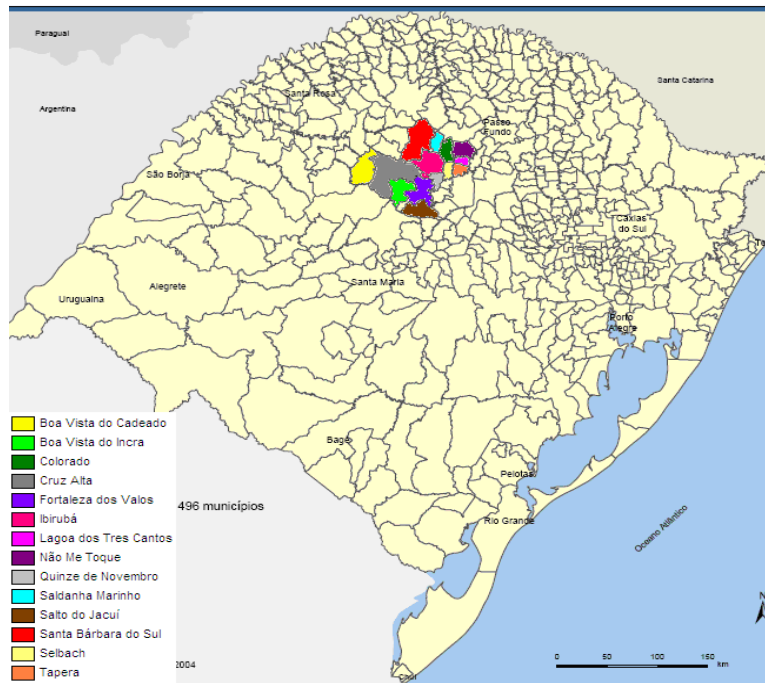 Paraguai
Santa Catarina
Argentina
Santa Rosa
Passo
Fundo
São Borja
Caxias
do Sul
Santa Maria
Alegrete
Uruguaina
Porto
Alegre
Boa Vista do Cadeado
Boa Vista do Incra
Colorado
Cruz Alta
Fortaleza dos Valos
Ibirubá
Lagoa dos Tres Cantos
Não Me Toque
Quinze de Novembro
Saldanha Marinho
Salto do Jacuí
Santa Bárbara do Sul
Selbach
Tapera
Bagé
Pelotas
496 municípios
Rio Grande
Oceano Atlântico
2004
Chuí
N
0 50 100 150
km